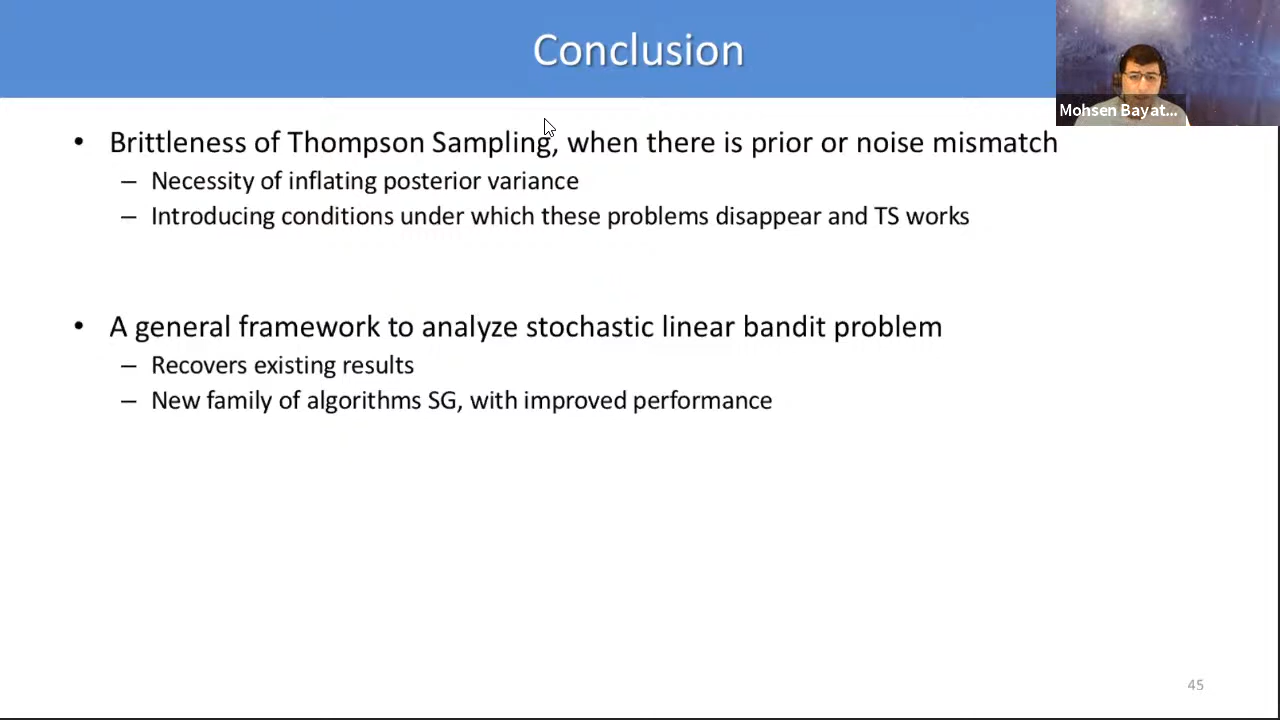 Conclusion
Mohsen Bayat...
• Brittleness of Thompson Sampling, when there is prior or noise mismatch
– Necessity of inflating posterior variance
– Introducing conditions under which these problems disappear and TS works
• A general framework to analyze stochastic linear bandit problem
– Recovers existing results
– New family of algorithms SG, with improved performance
45